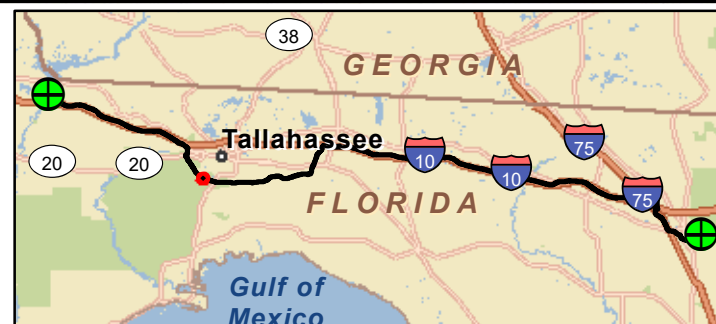 38
GEORGIA
Tallahassee
75
20
20
10
10
75
FLORIDA
Gulf of
Mexico